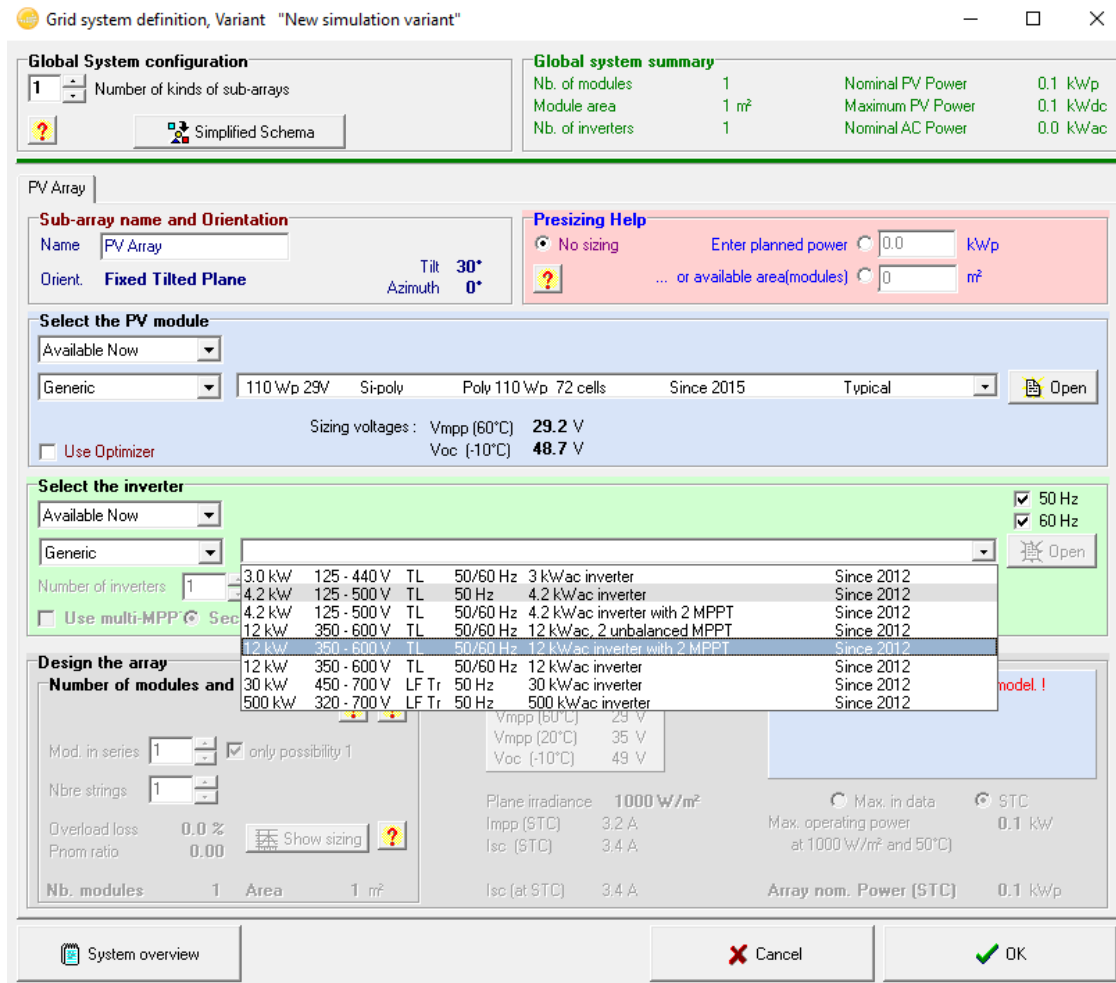 Grid system definition, Variant "New simulation variant"
Global System configuration
1 Number of kinds of sub-arrays
? Simplified Schema
Global system summary
Nb. of modules 1 Nominal PV Power 0.1 kWp
Module area 1 m² Maximum PV Power 0.1 kWdc
Nb. of inverters 1 Nominal AC Power 0.0 kWac
PV Array
Sub-array name and Orientation
Name PV Array
Orient. Fixed Tilted Plane
Tilt 30°
Azimuth 0°
Presizing Help
No sizing Enter planned power 0.0 kWp
? ... or available area(modules) 0 m²
Select the PV module
Available Now
Generic 110 Wp 29V Si-poly Poly 110 Wp 72 cells Since 2015 Typical Open
Sizing voltages : Vmpp (60°C) 29.2 V
Use Optimizer Voc (-10°C) 48.7 V
Select the inverter
Available Now
50 Hz
60 Hz
Generic Open
Number of inverters 1
Use multi-MPP Sec
3.0 kW 125 - 440 V TL 50/60 Hz 3 kWac inverter Since 2012
4.2 kW 125 - 500 V TL 50 Hz 4.2 kWac inverter Since 2012
4.2 kW 125 - 500 V TL 50/60 Hz 4.2 kWac inverter with 2 MPPT Since 2012
12 kW 350 - 600 V TL 50/60 Hz 12 kWac, 2 unbalanced MPPT Since 2012
12 kW 350 - 600 V TL 50/60 Hz 12 kWac inverter with 2 MPPT Since 2012
12 kW 350 - 600 V TL 50/60 Hz 12 kWac inverter Since 2012
30 kW 450 - 700 V LF Tr 50 Hz 30 kWac inverter Since 2012
500 kW 320 - 700 V LF Tr 50 Hz 500 kWac inverter Since 2012
Design the array
Number of modules and
Mod. in series 1 only possibility 1
Nbre strings 1
Overload loss 0.0 %
Pnom ratio 0.00
Show sizing ?
Nb. modules 1 Area 1 m²
Vmpp (60°C) 29 V
Vmpp (20°C) 35 V
Voc (-10°C) 49 V
Plane irradiance 1000 W/m²
Impp (STC) 3.2 A
Isc (STC) 3.4 A
Isc (at STC) 3.4 A
model. !
Max. in data STC
Max. operating power 0.1 kW
at 1000 W/m² and 50°C)
Array nom. Power (STC) 0.1 kWp
System overview
Cancel
OK